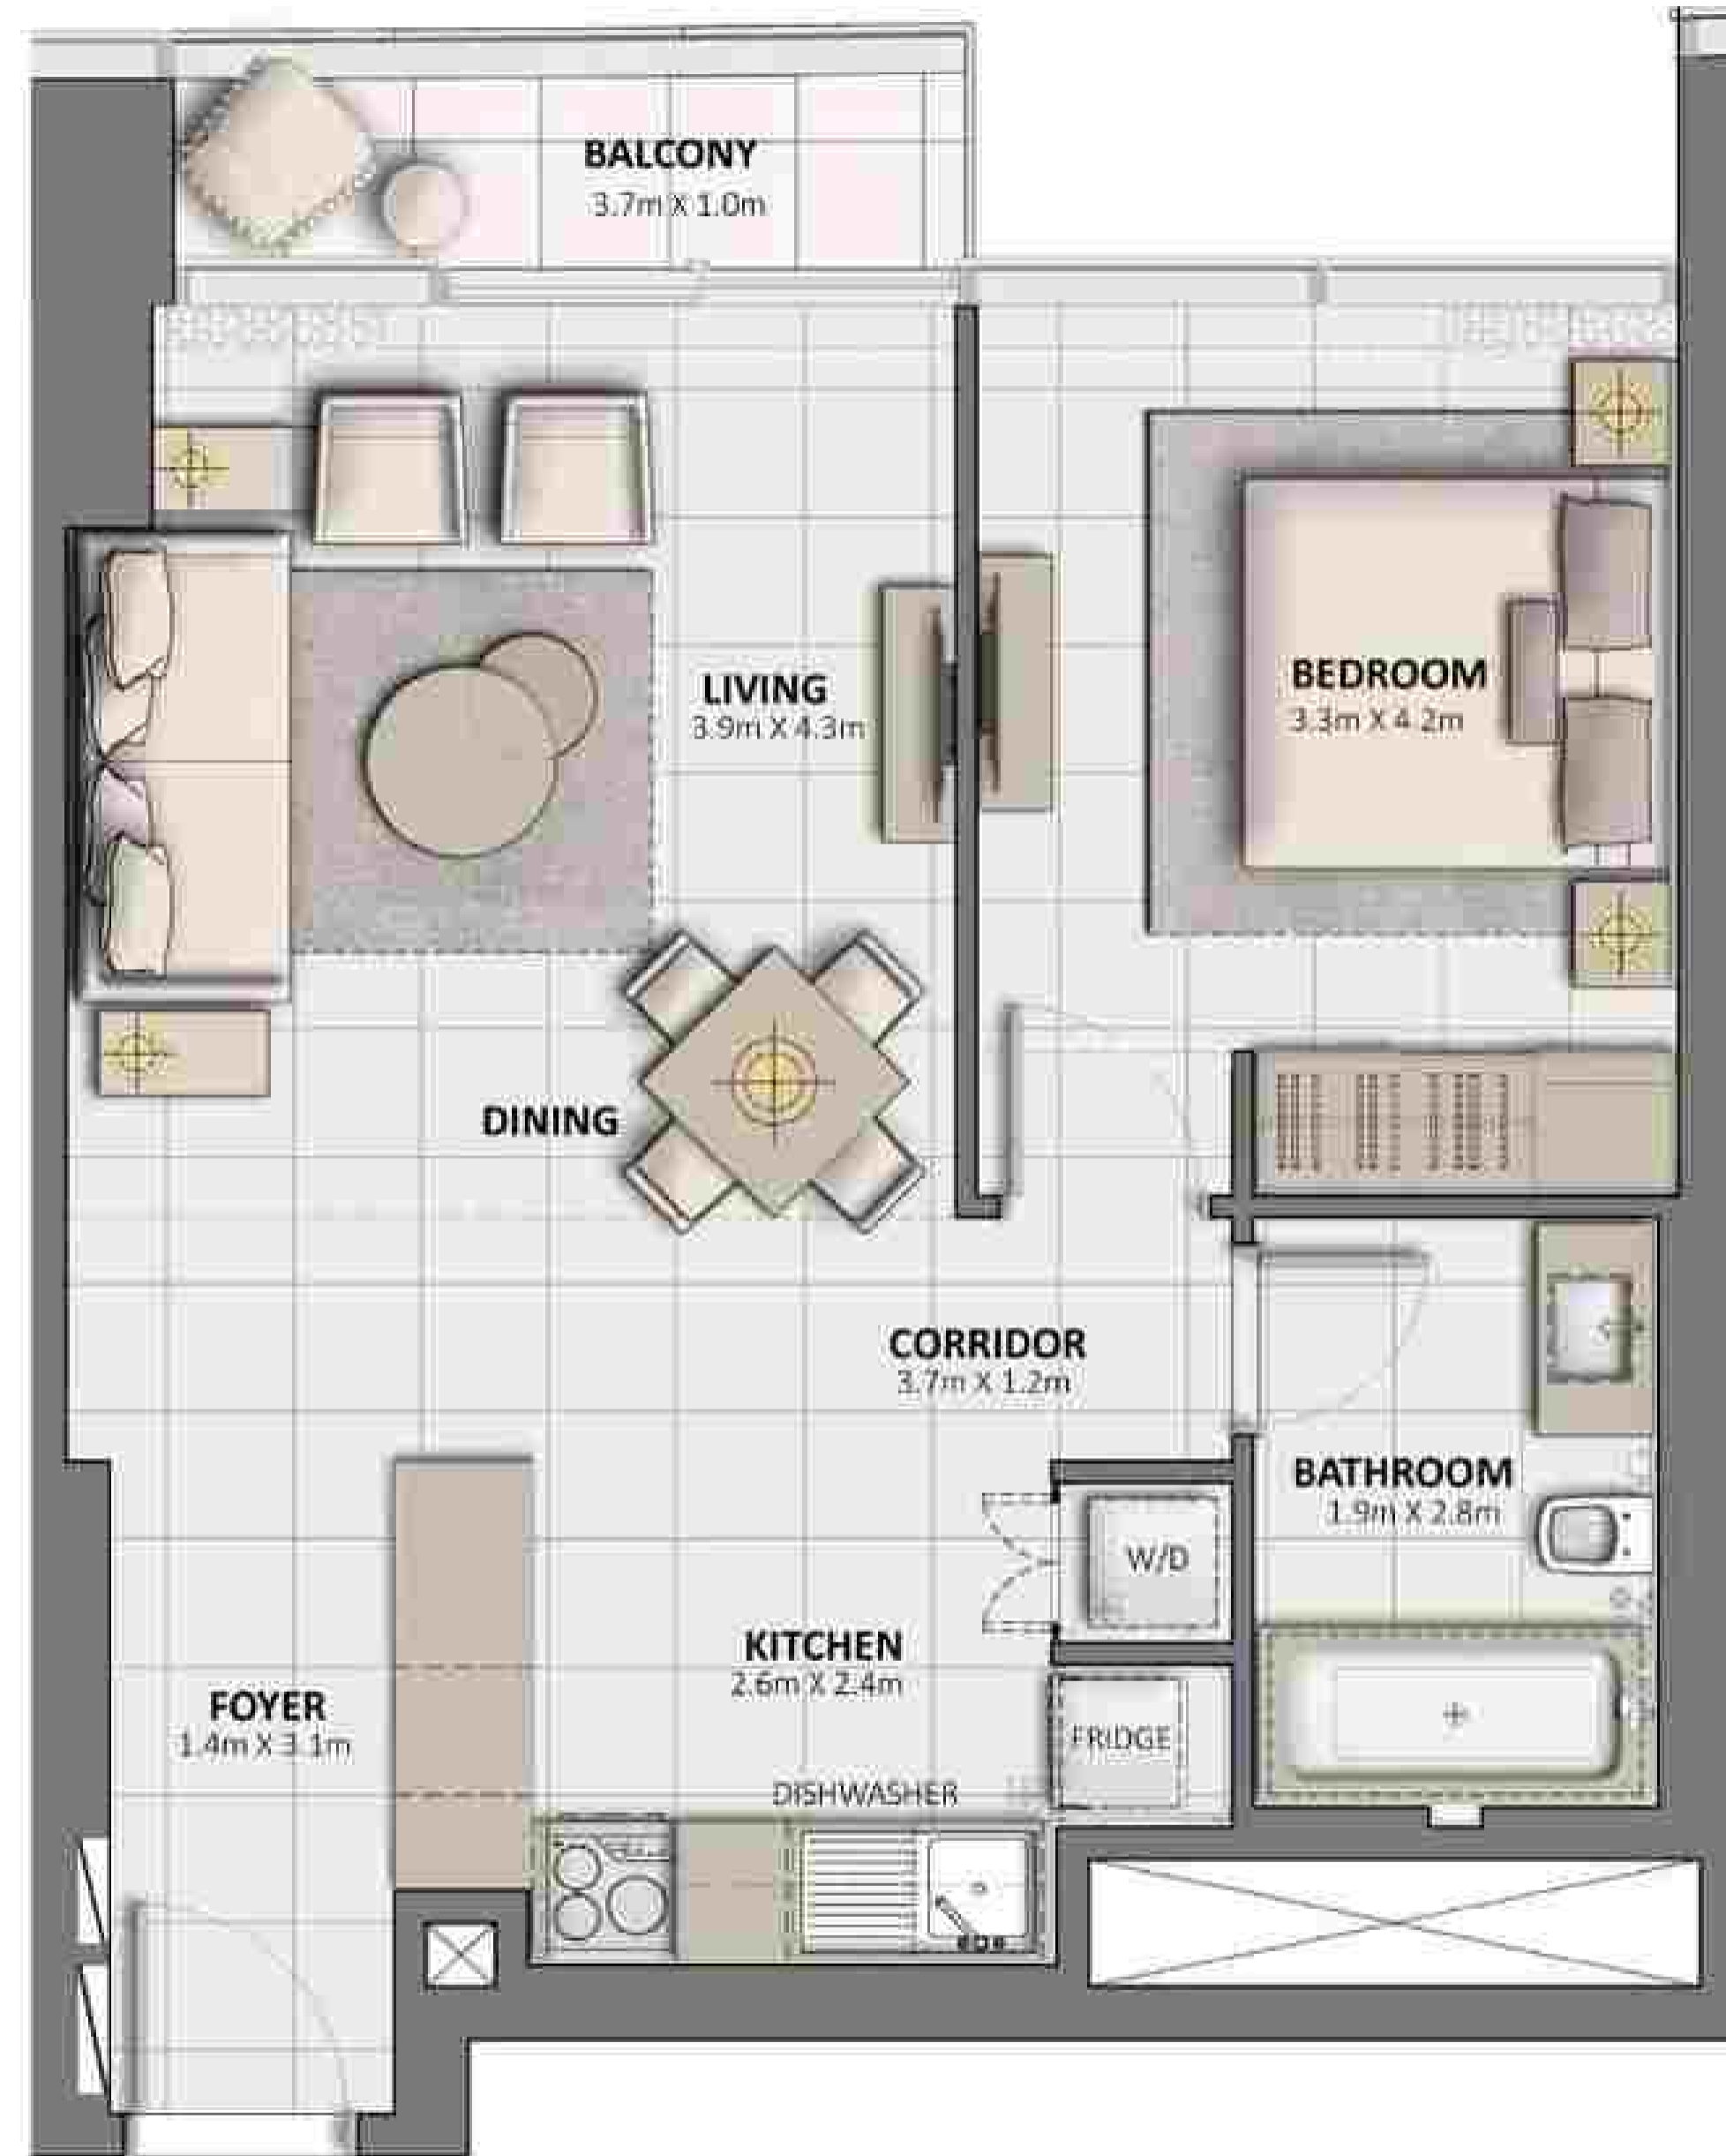 BALCONY
3.7m X 1.0m
LIVING
3.9m X 4.3m
BEDROOM
3.3m X 4.2m
DINING
CORRIDOR
3.7m X 1.2m
BATHROOM
1.9m X 2.8m
W/D
KITCHEN
2.6m X 2.4m
FOYER
1.4m X 3.1m
FRIDGE
DISHWASHER